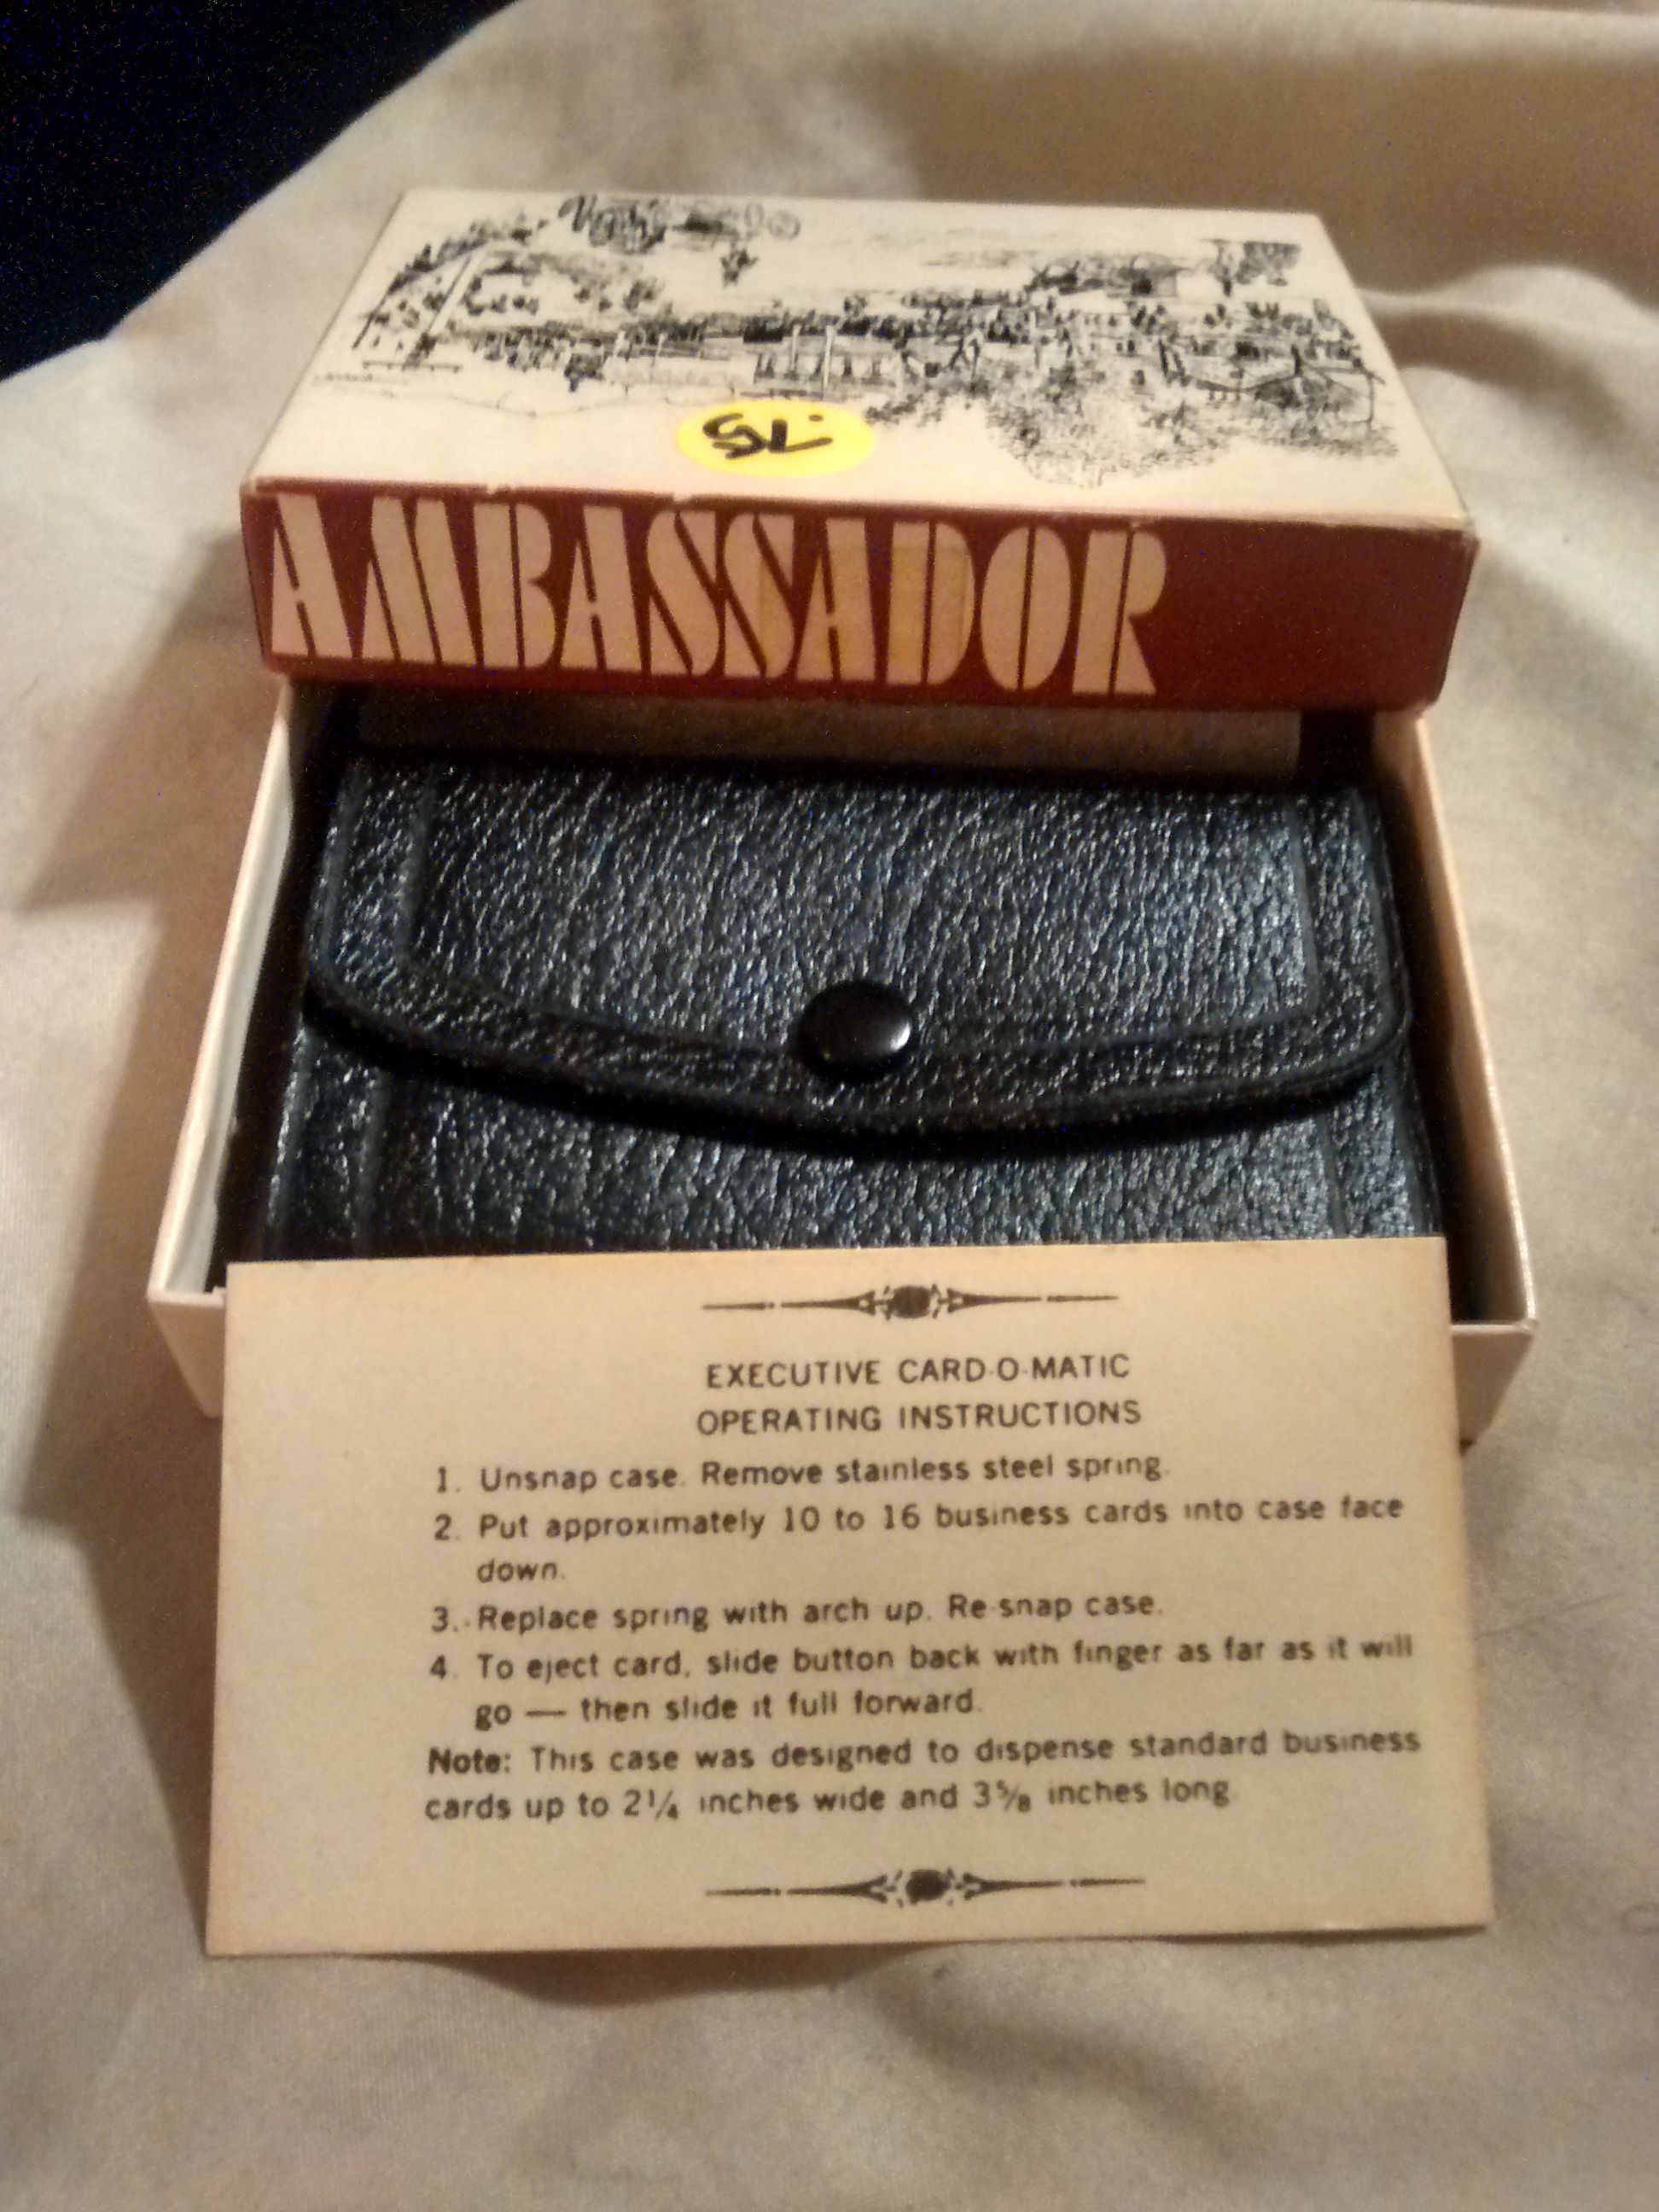 .75
AMBASSADOR
EXECUTIVE CARD-O-MATIC
OPERATING INSTRUCTIONS
1. Unsnap case. Remove stainless steel spring.
2. Put approximately 10 to 16 business cards into case face
down.
3. Replace spring with arch up. Re-snap case.
4. To eject card, slide button back with finger as far as it will
go — then slide it full forward.
Note: This case was designed to dispense standard business
cards up to 2¼ inches wide and 3⅝ inches long.